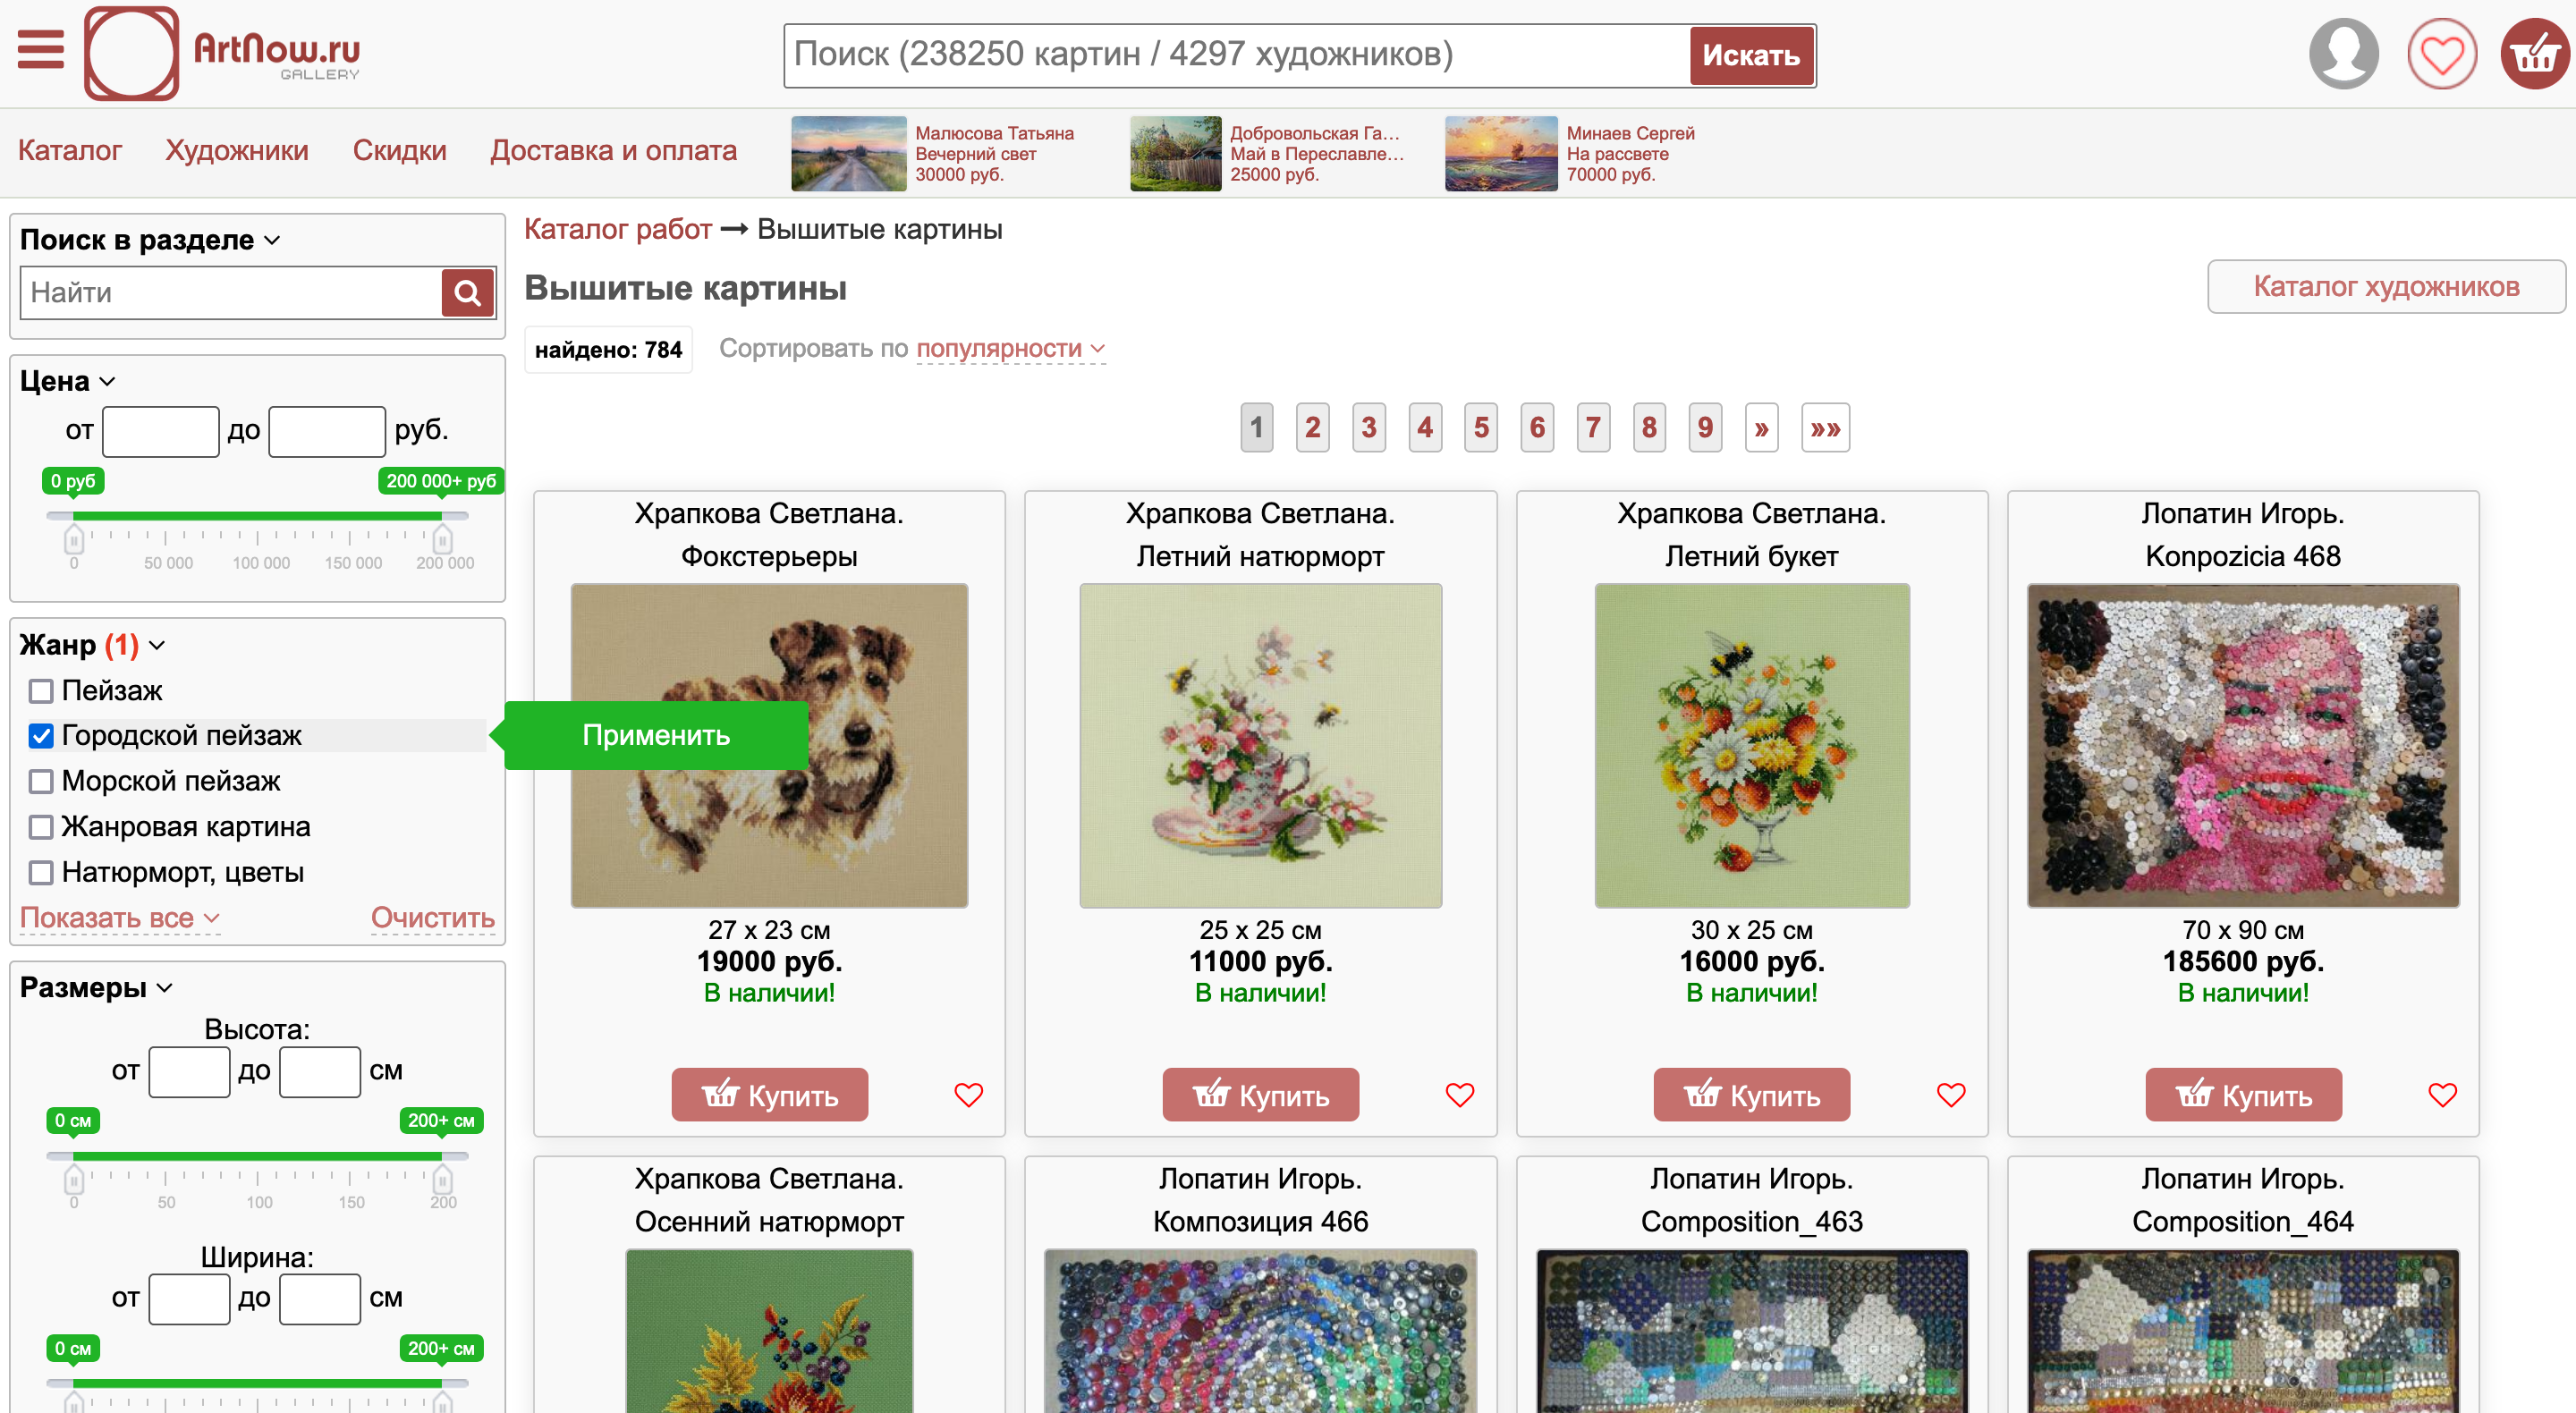 ArtNow.ru
GALLERY
Поиск (238250 картин / 4297 художников)
Искать
Каталог
Художники
Скидки
Доставка и оплата
Малюсова Татьяна
Вечерний свет
30000 руб.
Добровольская Га...
Май в Переславле...
25000 руб.
Минаев Сергей
На рассвете
70000 руб.
Поиск в разделе
Найти
Цена
от до руб.
0 руб 200 000+ руб
0 50 000 100 000 150 000 200 000
Жанр (1)
Пейзаж
Городской пейзаж
Применить
Морской пейзаж
Жанровая картина
Натюрморт, цветы
Показать все Очистить
Размеры
Высота:
от до см
0 см 200+ см
0 50 100 150 200
Ширина:
от до см
0 см 200+ см
Каталог работ → Вышитые картины
Вышитые картины
Каталог художников
найдено: 784
Сортировать по популярности
1 2 3 4 5 6 7 8 9 » »»
Храпкова Светлана.
Фокстерьеры
27 x 23 см
19000 руб.
В наличии!
Купить
Храпкова Светлана.
Летний натюрморт
25 x 25 см
11000 руб.
В наличии!
Купить
Храпкова Светлана.
Летний букет
30 x 25 см
16000 руб.
В наличии!
Купить
Лопатин Игорь.
Konpozicia 468
70 x 90 см
185600 руб.
В наличии!
Купить
Храпкова Светлана.
Осенний натюрморт
Лопатин Игорь.
Композиция 466
Лопатин Игорь.
Composition_463
Лопатин Игорь.
Composition_464